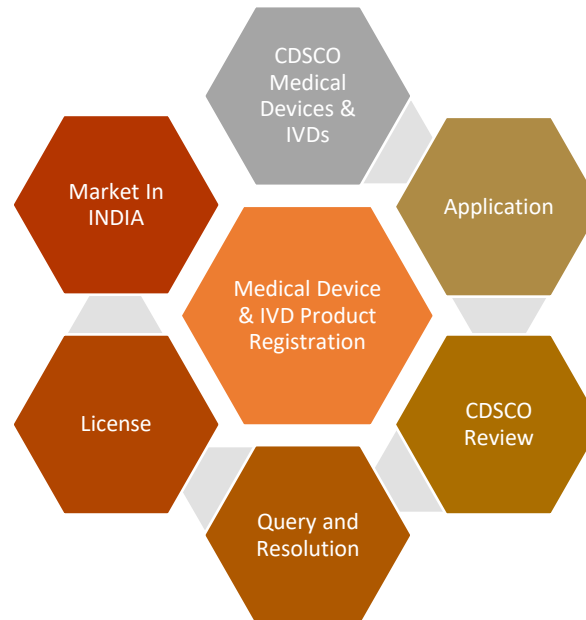 CDSCO
Medical
Devices &
IVDs
Application
CDSCO
Review
Query and
Resolution
License
Market In
INDIA
Medical Device
& IVD Product
Registration